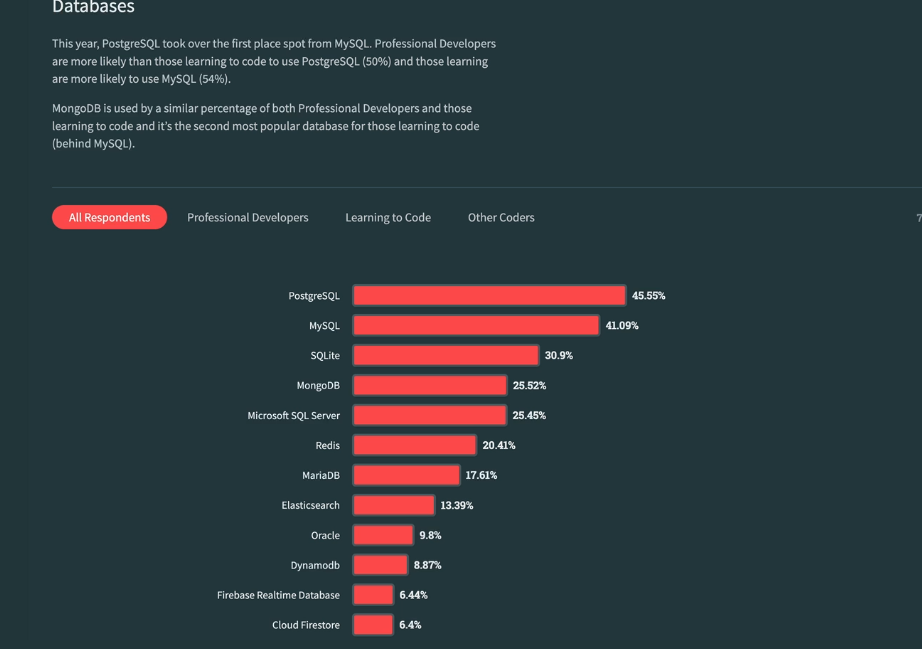 Databases
This year, PostgreSQL took over the first place spot from MySQL. Professional Developers
are more likely than those learning to code to use PostgreSQL (50%) and those learning
are more likely to use MySQL (54%).
MongoDB is used by a similar percentage of both Professional Developers and those
learning to code and it's the second most popular database for those learning to code
(behind MySQL).
All Respondents Professional Developers Learning to Code Other Coders 7
PostgreSQL 45.55%
MySQL 41.09%
SQLite 30.9%
MongoDB 25.52%
Microsoft SQL Server 25.45%
Redis 20.41%
MariaDB 17.61%
Elasticsearch 13.39%
Oracle 9.8%
Dynamodb 8.87%
Firebase Realtime Database 6.44%
Cloud Firestore 6.4%